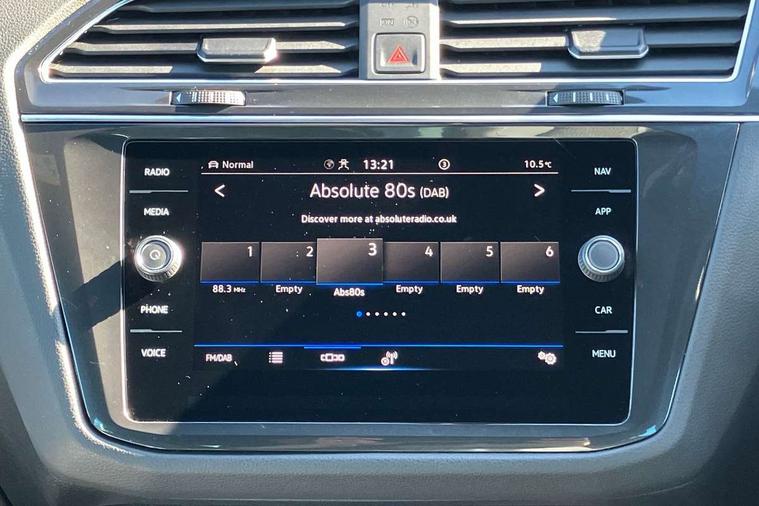 RADIO
MEDIA
PHONE
VOICE
Normal 13:21 3 10.5°C
< Absolute 80s (DAB) >
Discover more at absoluteradio.co.uk
1 2 3 4 5 6
88.3 MHz Empty Abs80s Empty Empty Empty
FM/DAB
NAV
APP
CAR
MENU